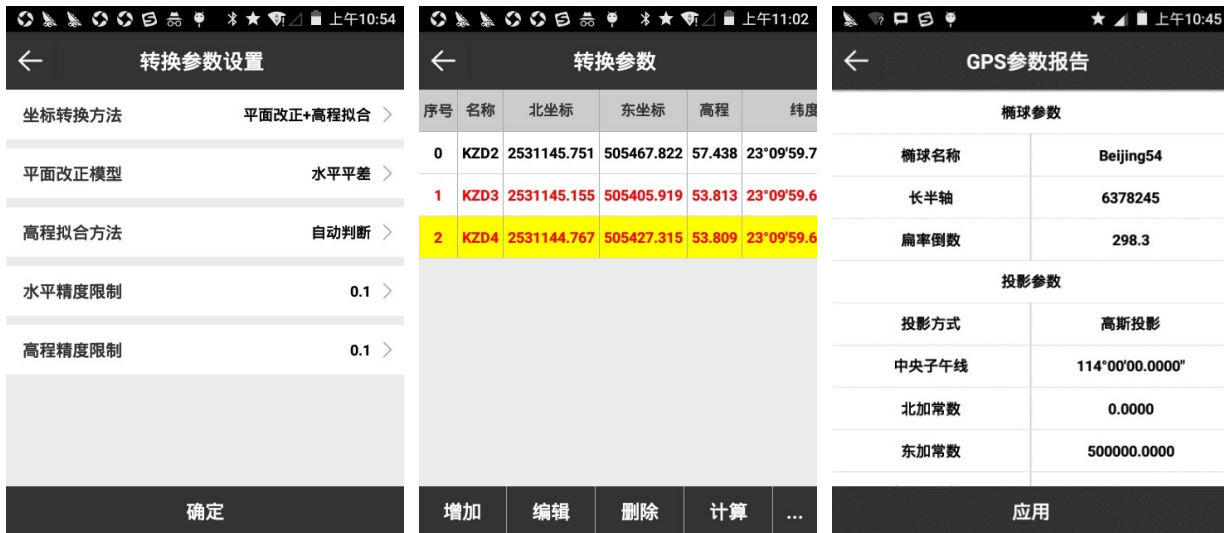 上午10:54
转换参数设置
坐标转换方法 平面改正+高程拟合
平面改正模型 水平平差
高程拟合方法 自动判断
水平精度限制 0.1
高程精度限制 0.1
确定
上午11:02
转换参数
序号 名称 北坐标 东坐标 高程 纬度
0 KZD2 2531145.751 505467.822 57.438 23°09'59.7
1 KZD3 2531145.155 505405.919 53.813 23°09'59.6
2 KZD4 2531144.767 505427.315 53.809 23°09'59.6
增加 编辑 删除 计算 ...
上午10:45
GPS参数报告
椭球参数
椭球名称 Beijing54
长半轴 6378245
扁率倒数 298.3
投影参数
投影方式 高斯投影
中央子午线 114°00'00.0000"
北加常数 0.0000
东加常数 500000.0000
应用